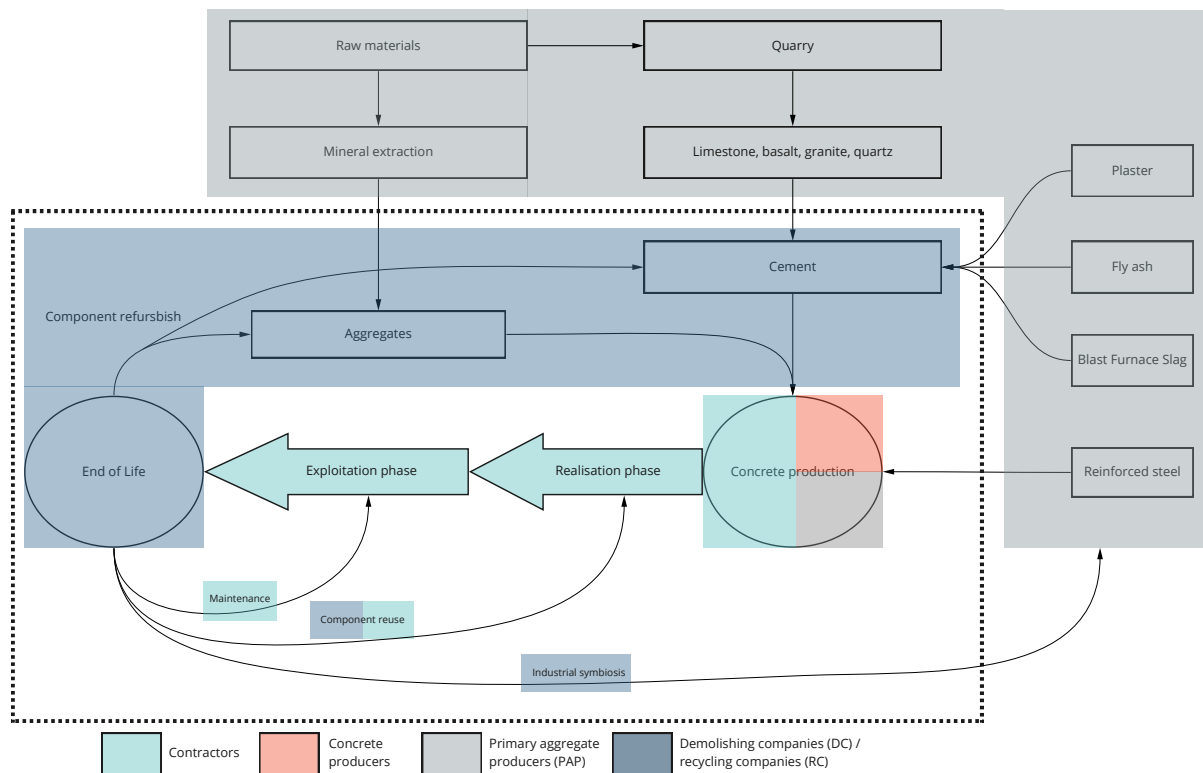 Raw materials
Quarry
Mineral extraction
Limestone, basalt, granite, quartz
Plaster
Cement
Fly ash
Component refursbish
Aggregates
Blast Furnace Slag
End of Life
Exploitation phase
Realisation phase
Concrete production
Reinforced steel
Maintenance
Component reuse
Industrial symbiosis
Contractors
Concrete
producers
Primary aggregate
producers (PAP)
Demolishing companies (DC) /
recycling companies (RC)